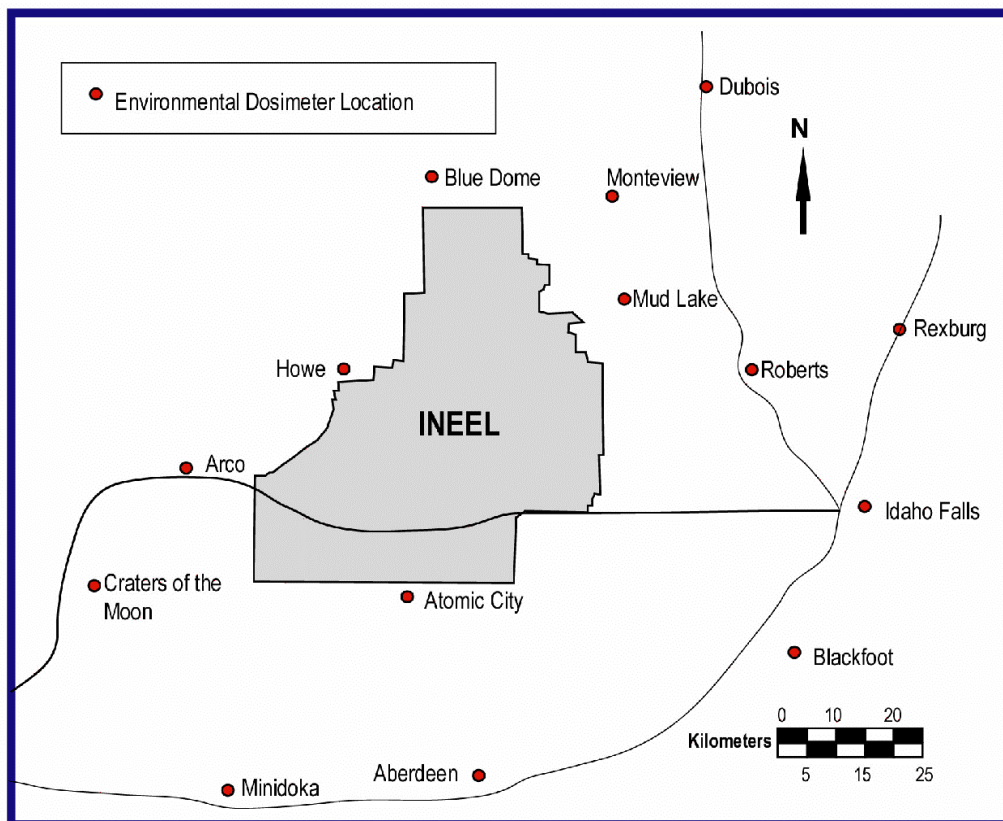 Environmental Dosimeter Location
Dubois
N
Blue Dome
Monteview
Mud Lake
Rexburg
Howe
Roberts
INEEL
Arco
Idaho Falls
Craters of the
Moon
Atomic City
Blackfoot
0 10 20
Kilometers
5 15 25
Aberdeen
Minidoka